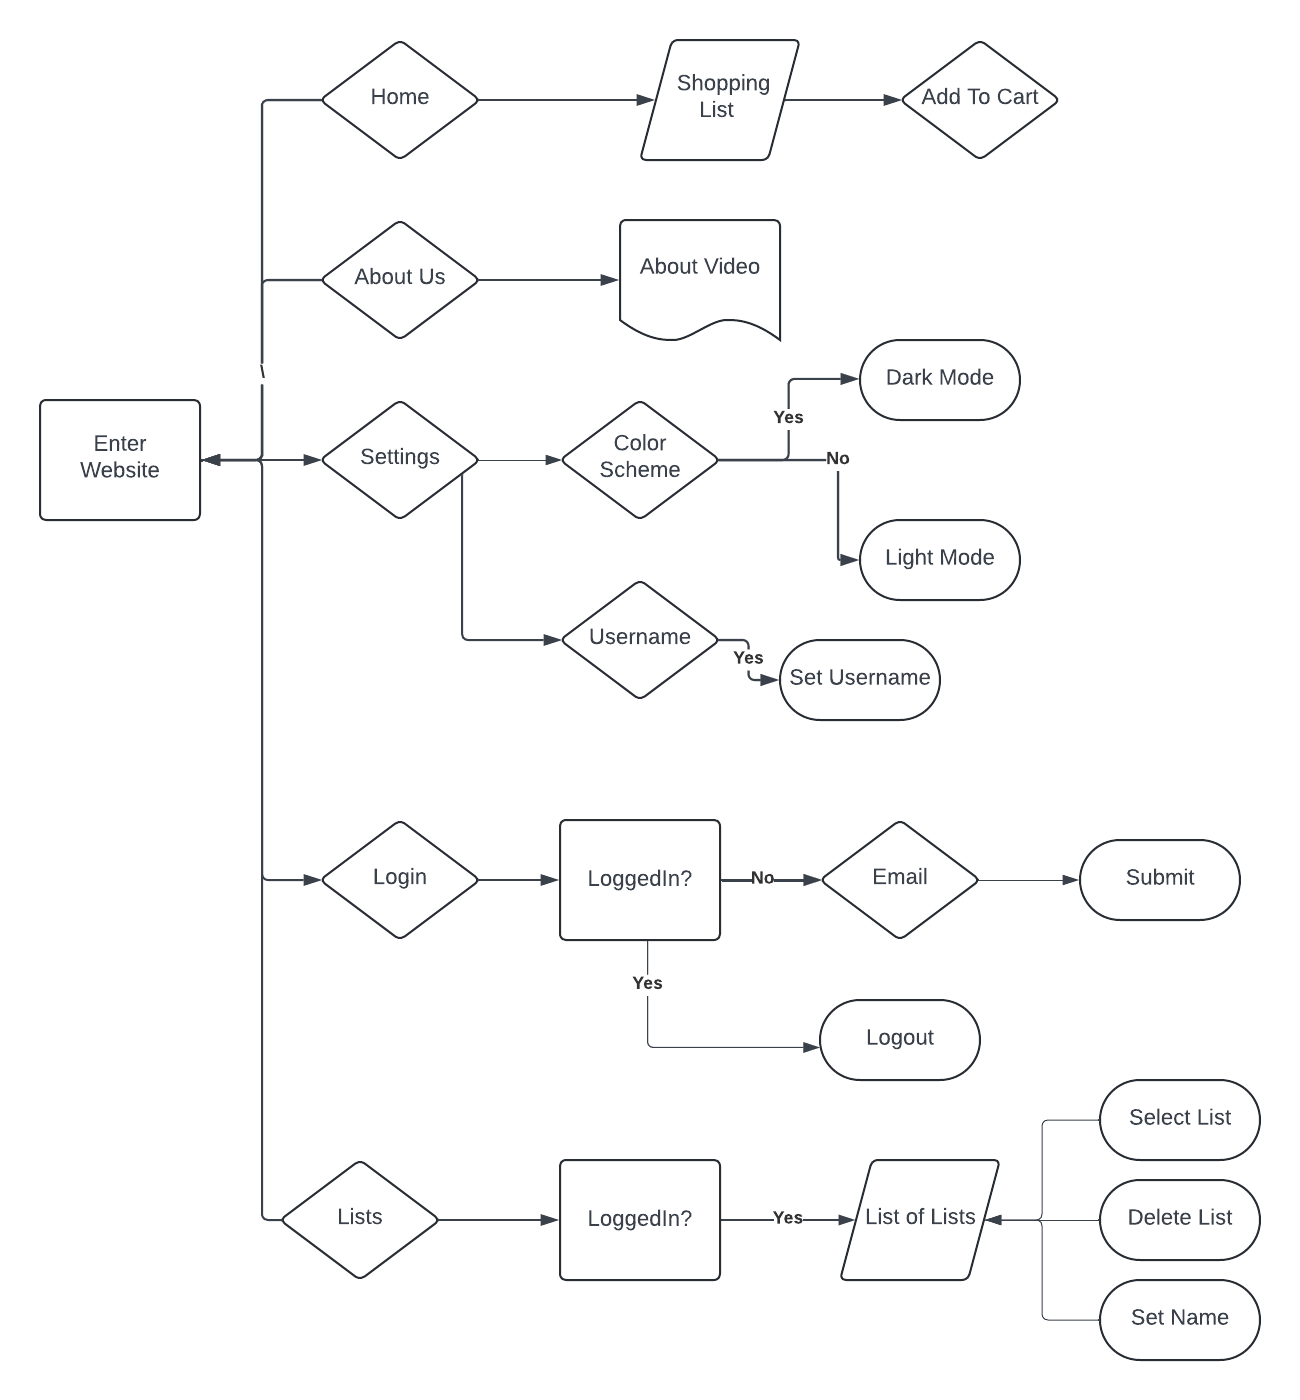 Home
Shopping
List
Add To Cart
About Us
About Video
\
Enter
Website
Settings
Color
Scheme
Yes
Dark Mode
No
Light Mode
Username
Yes
Set Username
Login
LoggedIn?
No
Email
Submit
Yes
Logout
Lists
LoggedIn?
Yes
List of Lists
Select List
Delete List
Set Name